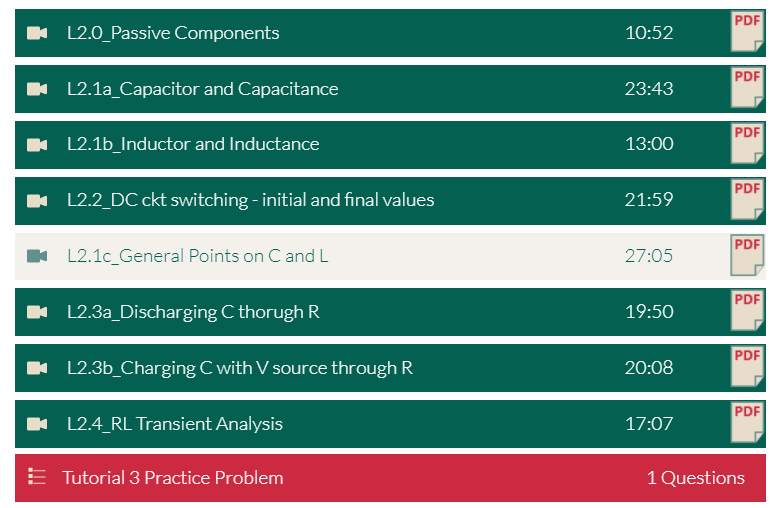 L2.0_Passive Components 10:52 PDF
L2.1a_Capacitor and Capacitance 23:43 PDF
L2.1b_Inductor and Inductance 13:00 PDF
L2.2_DC ckt switching - initial and final values 21:59 PDF
L2.1c_General Points on C and L 27:05 PDF
L2.3a_Discharging C thorugh R 19:50 PDF
L2.3b_Charging C with V source through R 20:08 PDF
L2.4_RL Transient Analysis 17:07 PDF
Tutorial 3 Practice Problem 1 Questions